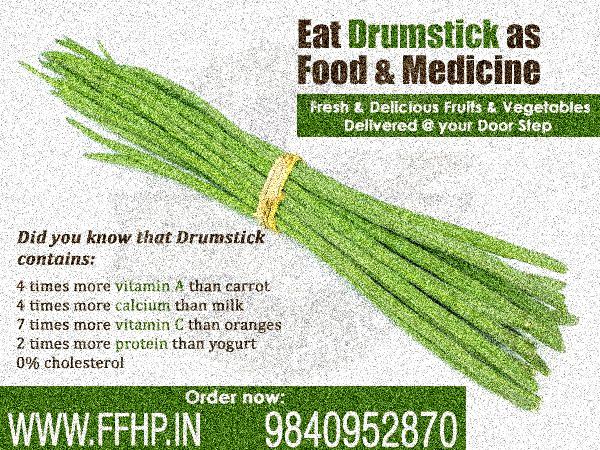 Eat Drumstick as
Food & Medicine
Fresh & Delicious Fruits & Vegetables
Delivered @ your Door Step
Did you know that Drumstick
contains:
4 times more vitamin A than carrot
4 times more calcium than milk
7 times more vitamin C than oranges
2 times more protein than yogurt
0% cholesterol
Order now:
WWW.FFHP.IN
9840952870